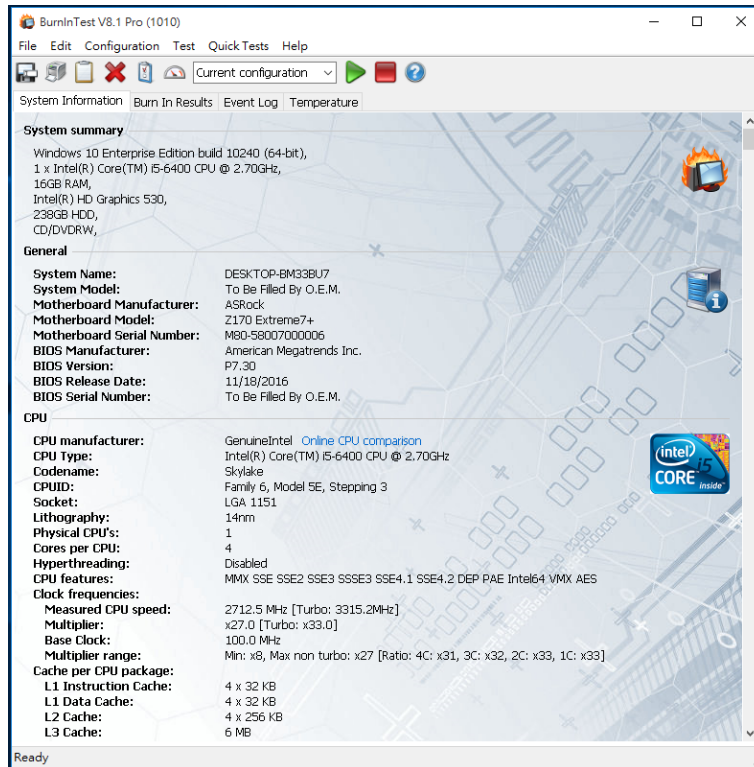 BurnInTest V8.1 Pro (1010)
File Edit Configuration Test Quick Tests Help
Current configuration
System Information Burn In Results Event Log Temperature
System summary
Windows 10 Enterprise Edition build 10240 (64-bit),
1 x Intel(R) Core(TM) i5-6400 CPU @ 2.70GHz,
16GB RAM,
Intel(R) HD Graphics 530,
238GB HDD,
CD/DVDRW,
General
System Name: DESKTOP-BM33BU7
System Model: To Be Filled By O.E.M.
Motherboard Manufacturer: ASRock
Motherboard Model: Z170 Extreme7+
Motherboard Serial Number: M80-58007000006
BIOS Manufacturer: American Megatrends Inc.
BIOS Version: P7.30
BIOS Release Date: 11/18/2016
BIOS Serial Number: To Be Filled By O.E.M.
CPU
CPU manufacturer: GenuineIntel Online CPU comparison
CPU Type: Intel(R) Core(TM) i5-6400 CPU @ 2.70GHz
Codename: Skylake
CPUID: Family 6, Model 5E, Stepping 3
Socket: LGA 1151
Lithography: 14nm
Physical CPU's: 1
Cores per CPU: 4
Hyperthreading: Disabled
CPU features: MMX SSE SSE2 SSE3 SSSE3 SSE4.1 SSE4.2 DEP PAE Intel64 VMX AES
Clock frequencies:
Measured CPU speed: 2712.5 MHz [Turbo: 3315.2MHz]
Multiplier: x27.0 [Turbo: x33.0]
Base Clock: 100.0 MHz
Multiplier range: Min: x8, Max non turbo: x27 [Ratio: 4C: x31, 3C: x32, 2C: x33, 1C: x33]
Cache per CPU package:
L1 Instruction Cache: 4 x 32 KB
L1 Data Cache: 4 x 32 KB
L2 Cache: 4 x 256 KB
L3 Cache: 6 MB
intel
CORE i5
inside™
Ready